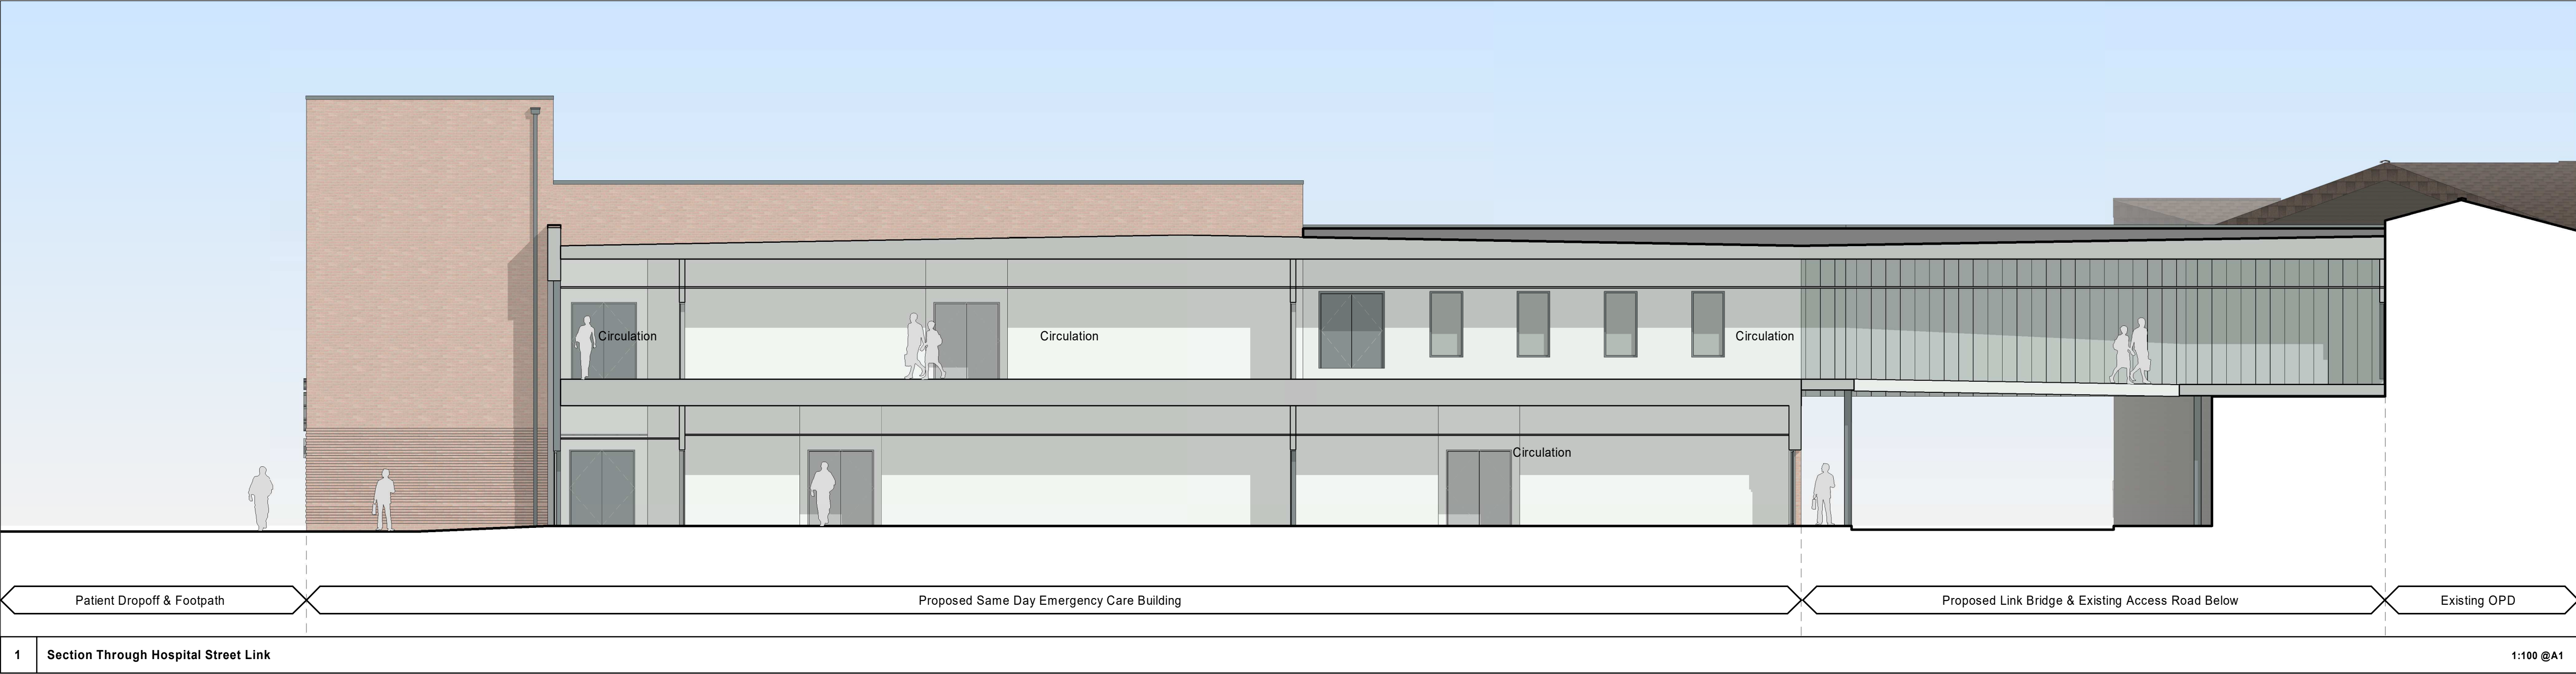 Circulation
Circulation
Circulation
Circulation
Patient Dropoff & Footpath
Proposed Same Day Emergency Care Building
Proposed Link Bridge & Existing Access Road Below
Existing OPD
1
Section Through Hospital Street Link
1:100 @A1